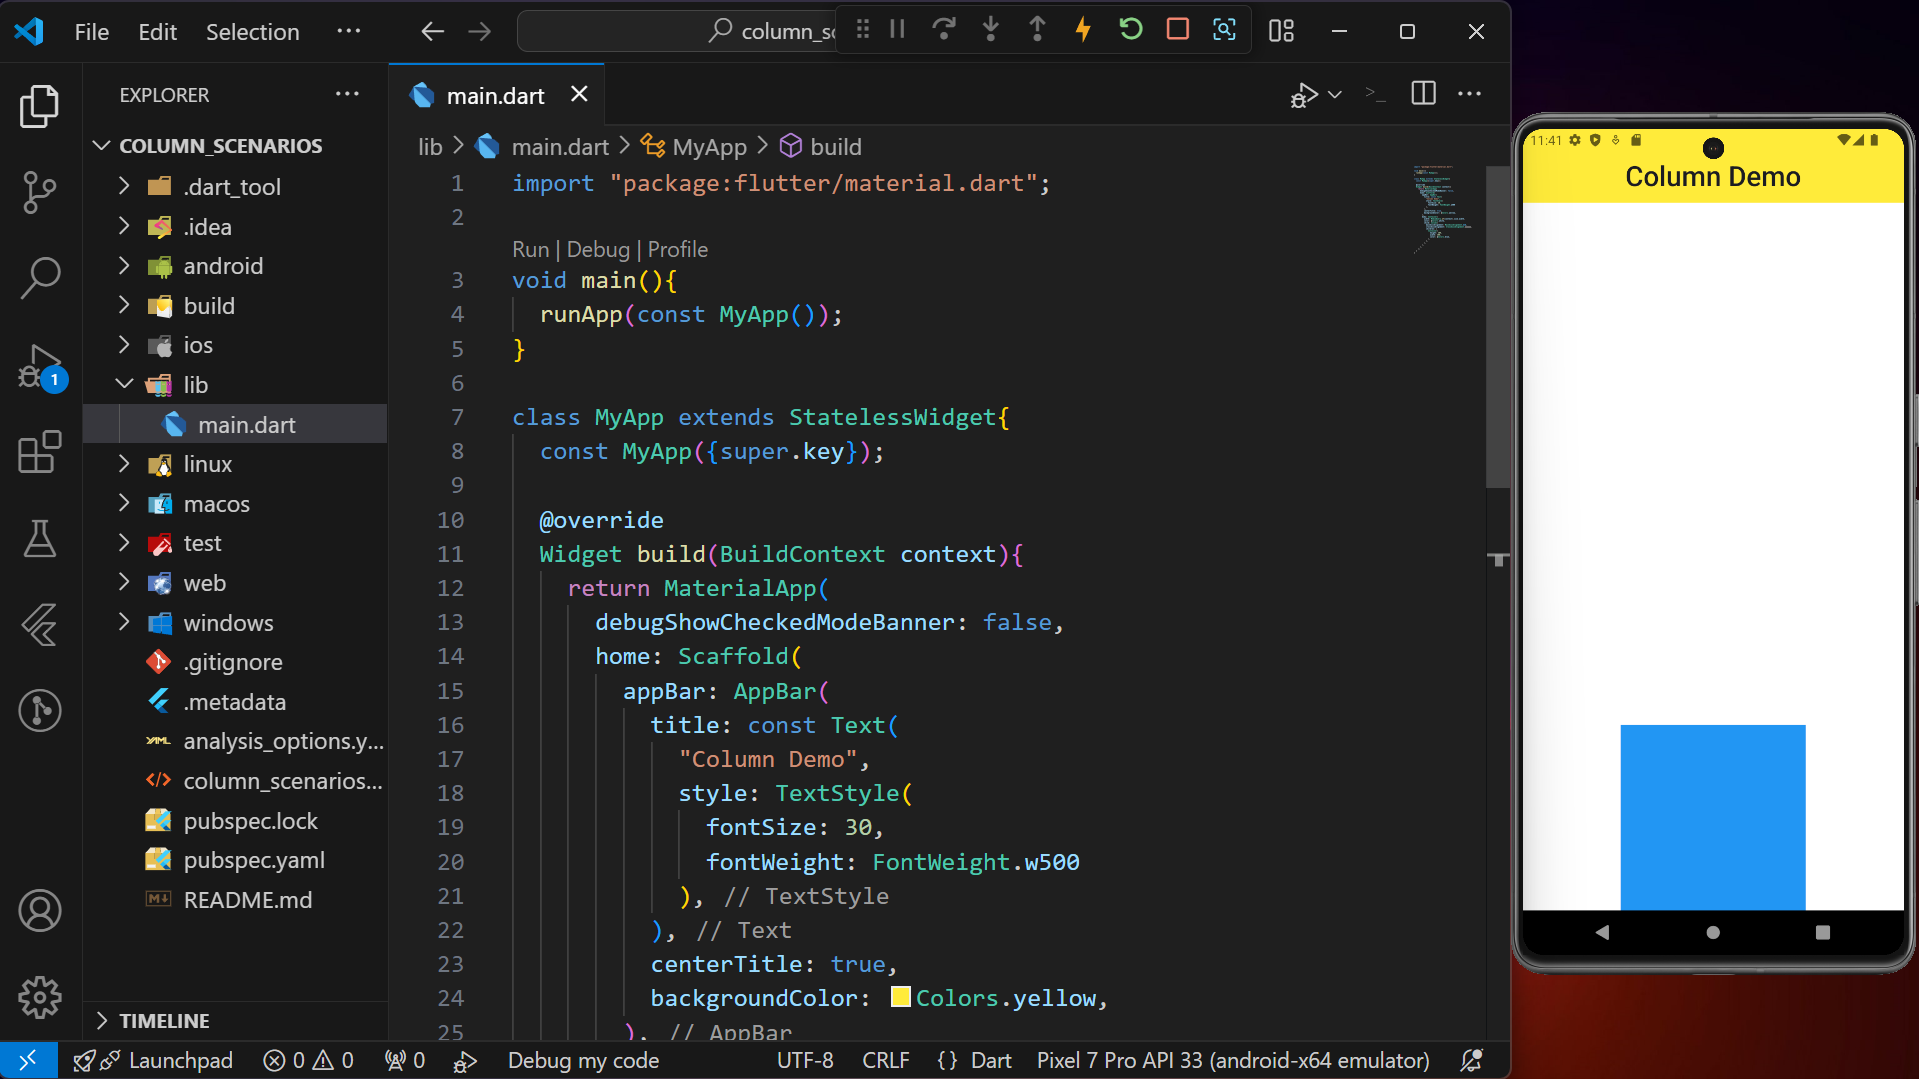 File Edit Selection ···
column_sc
EXPLORER ···
COLUMN_SCENARIOS
.dart_tool
.idea
android
build
ios
lib
main.dart
linux
macos
test
web
windows
.gitignore
.metadata
analysis_options.y...
column_scenarios...
pubspec.lock
pubspec.yaml
README.md
TIMELINE
1
main.dart
lib > main.dart > MyApp > build
1 import "package:flutter/material.dart";
2
Run | Debug | Profile
3 void main(){
4 runApp(const MyApp());
5 }
6
7 class MyApp extends StatelessWidget{
8 const MyApp({super.key});
9
10 @override
11 Widget build(BuildContext context){
12 return MaterialApp(
13 debugShowCheckedModeBanner: false,
14 home: Scaffold(
15 appBar: AppBar(
16 title: const Text(
17 "Column Demo",
18 style: TextStyle(
19 fontSize: 30,
20 fontWeight: FontWeight.w500
21 ), // TextStyle
22 ), // Text
23 centerTitle: true,
24 backgroundColor: Colors.yellow,
25 ), // AppBar
Launchpad 0 0 0 Debug my code UTF-8 CRLF {} Dart Pixel 7 Pro API 33 (android-x64 emulator)
11:41
Column Demo